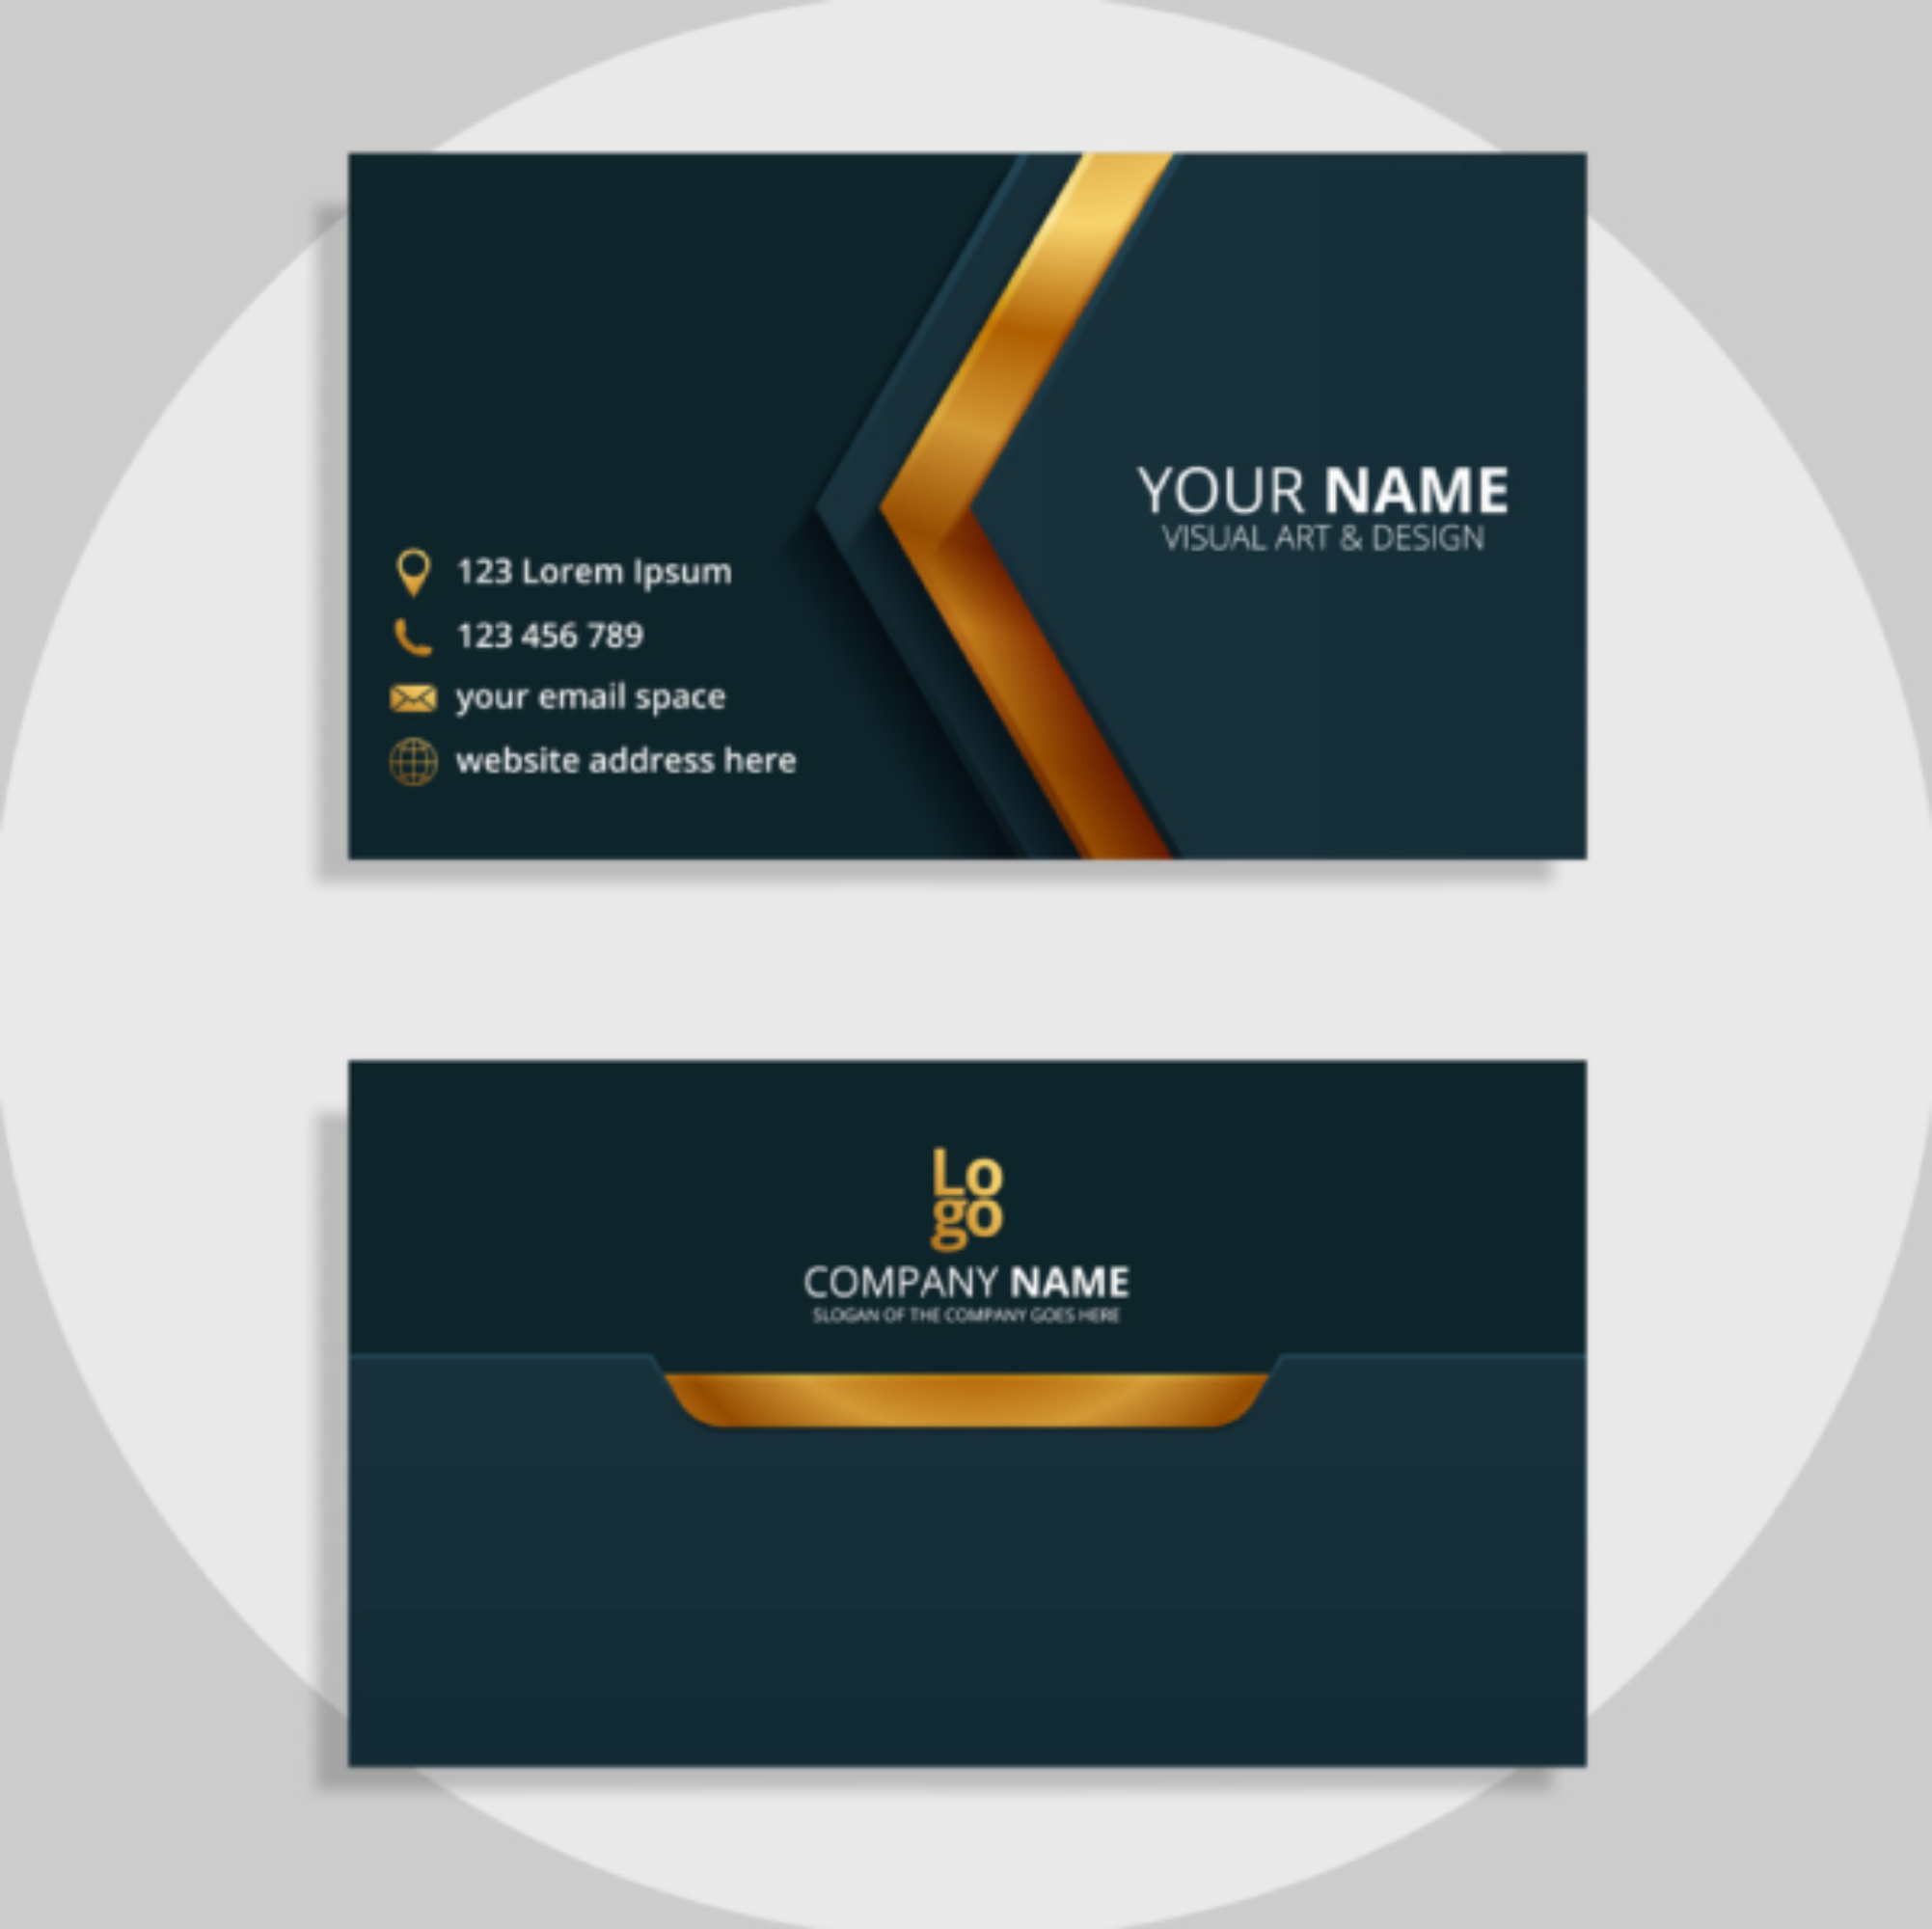 YOUR NAME
VISUAL ART & DESIGN
123 Lorem Ipsum
123 456 789
your email space
website address here
Lo
go
COMPANY NAME
SLOGAN OF THE COMPANY GOES HERE